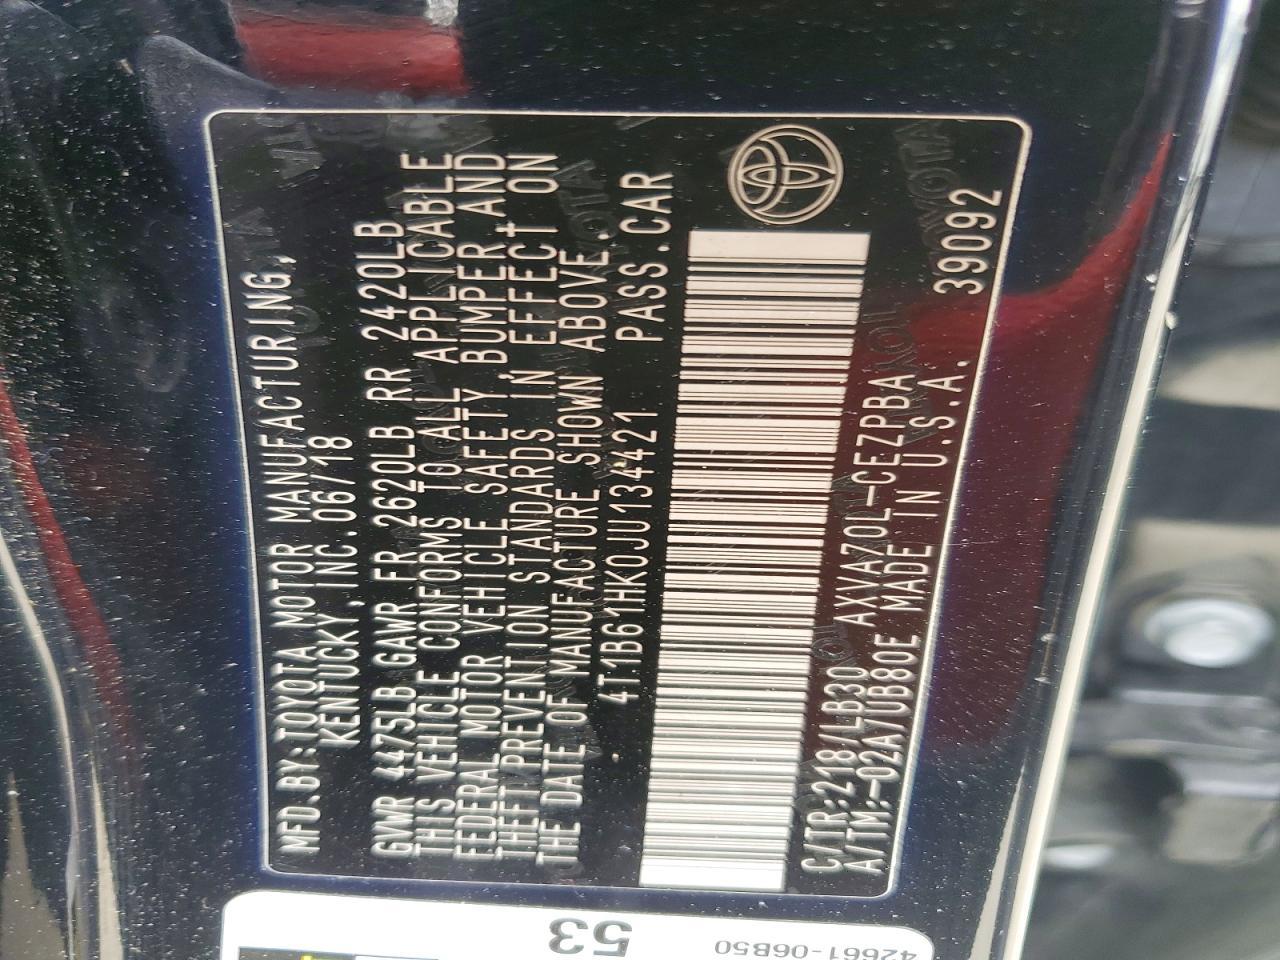 MFD.BY:TOYOTA MOTOR MANUFACTURING,
KENTUCKY,INC.06/18
GVWR 4475LB GAWR FR 2620LB RR 2420LB
THIS VEHICLE CONFORMS TO ALL APPLICABLE
FEDERAL MOTOR VEHICLE SAFETY,BUMPER,AND
THEFT PREVENTION STANDARDS IN EFFECT ON
THE DATE OF MANUFACTURE SHOWN ABOVE.
4T1B61HK0JU134421 PASS.CAR
C/TR:218/LB30 AXVA70L-CEZPBA
A/TM:-02A/UB80E MADE IN U.S.A. 39092
53
42661-06B50